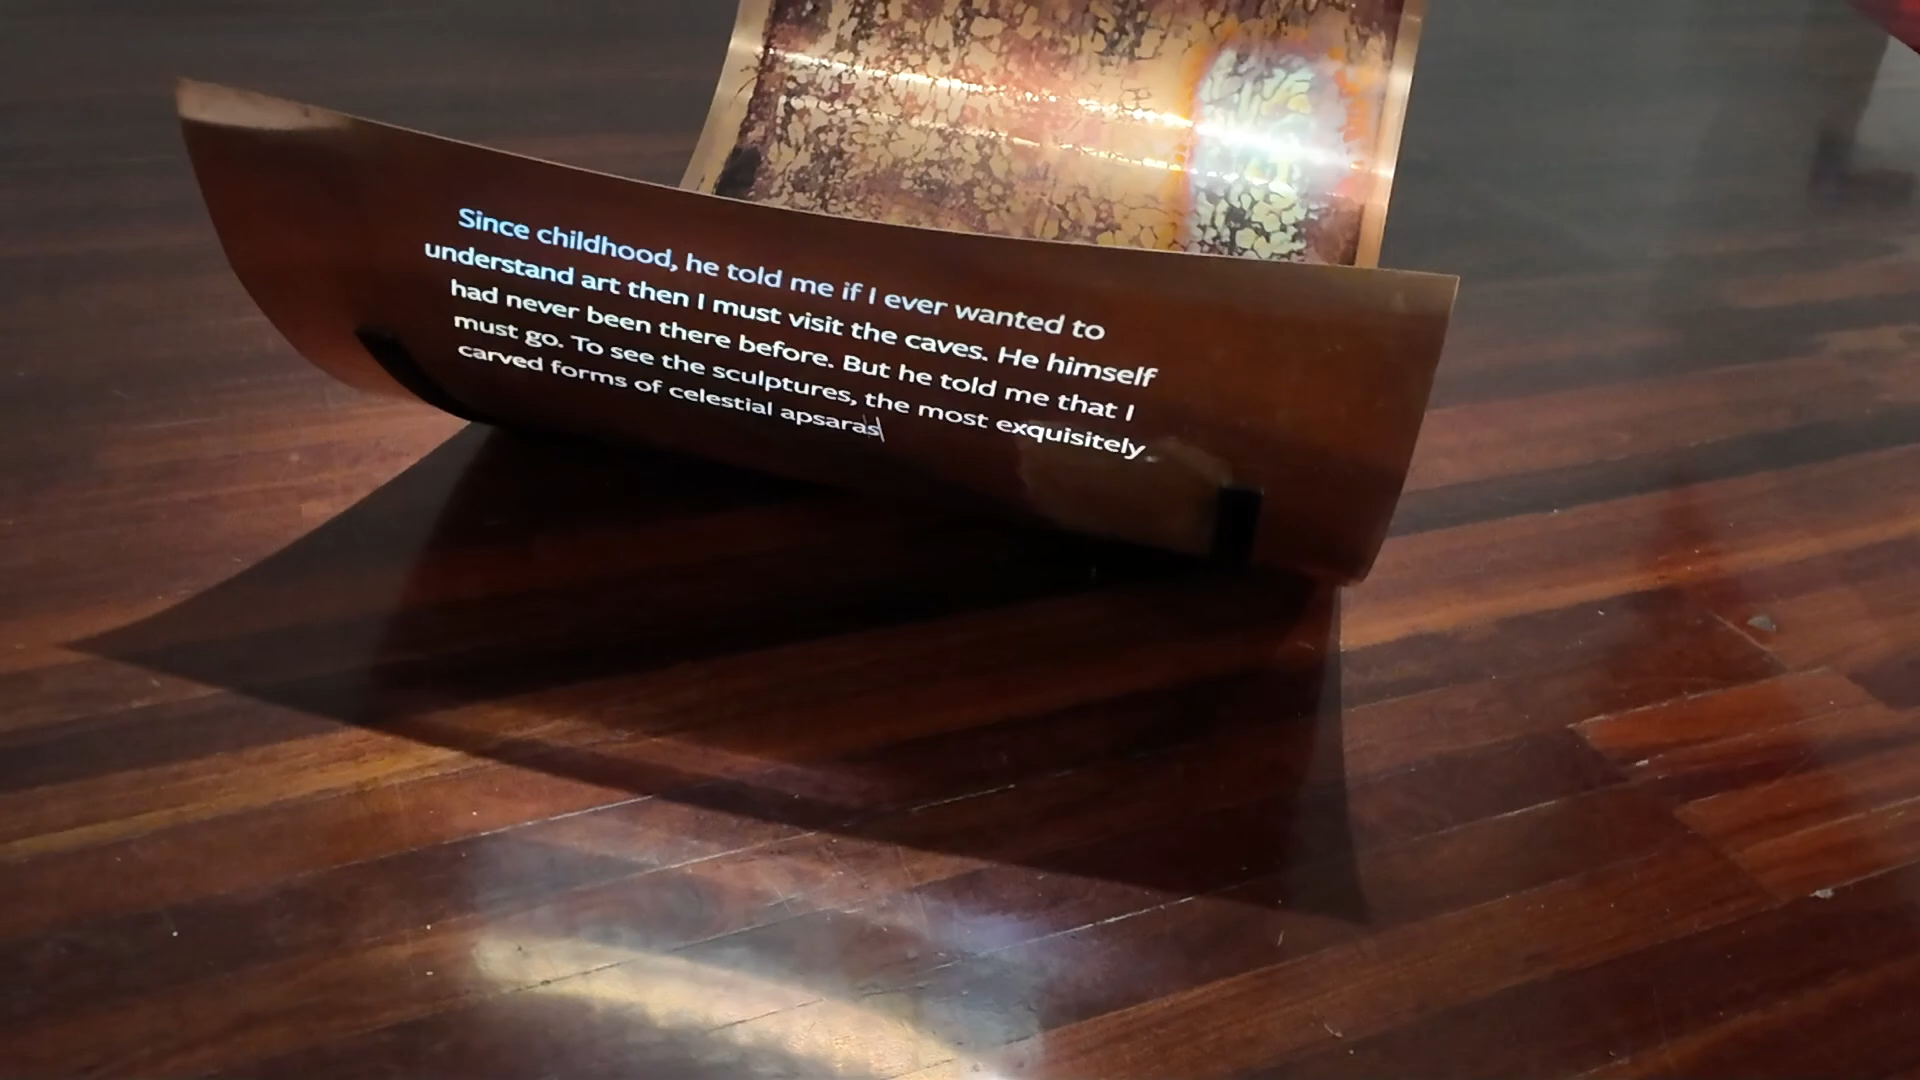 Since childhood, he told me if I ever wanted to
understand art then I must visit the caves. He himself
had never been there before. But he told me that I
must go. To see the sculptures, the most exquisitely
carved forms of celestial apsaras